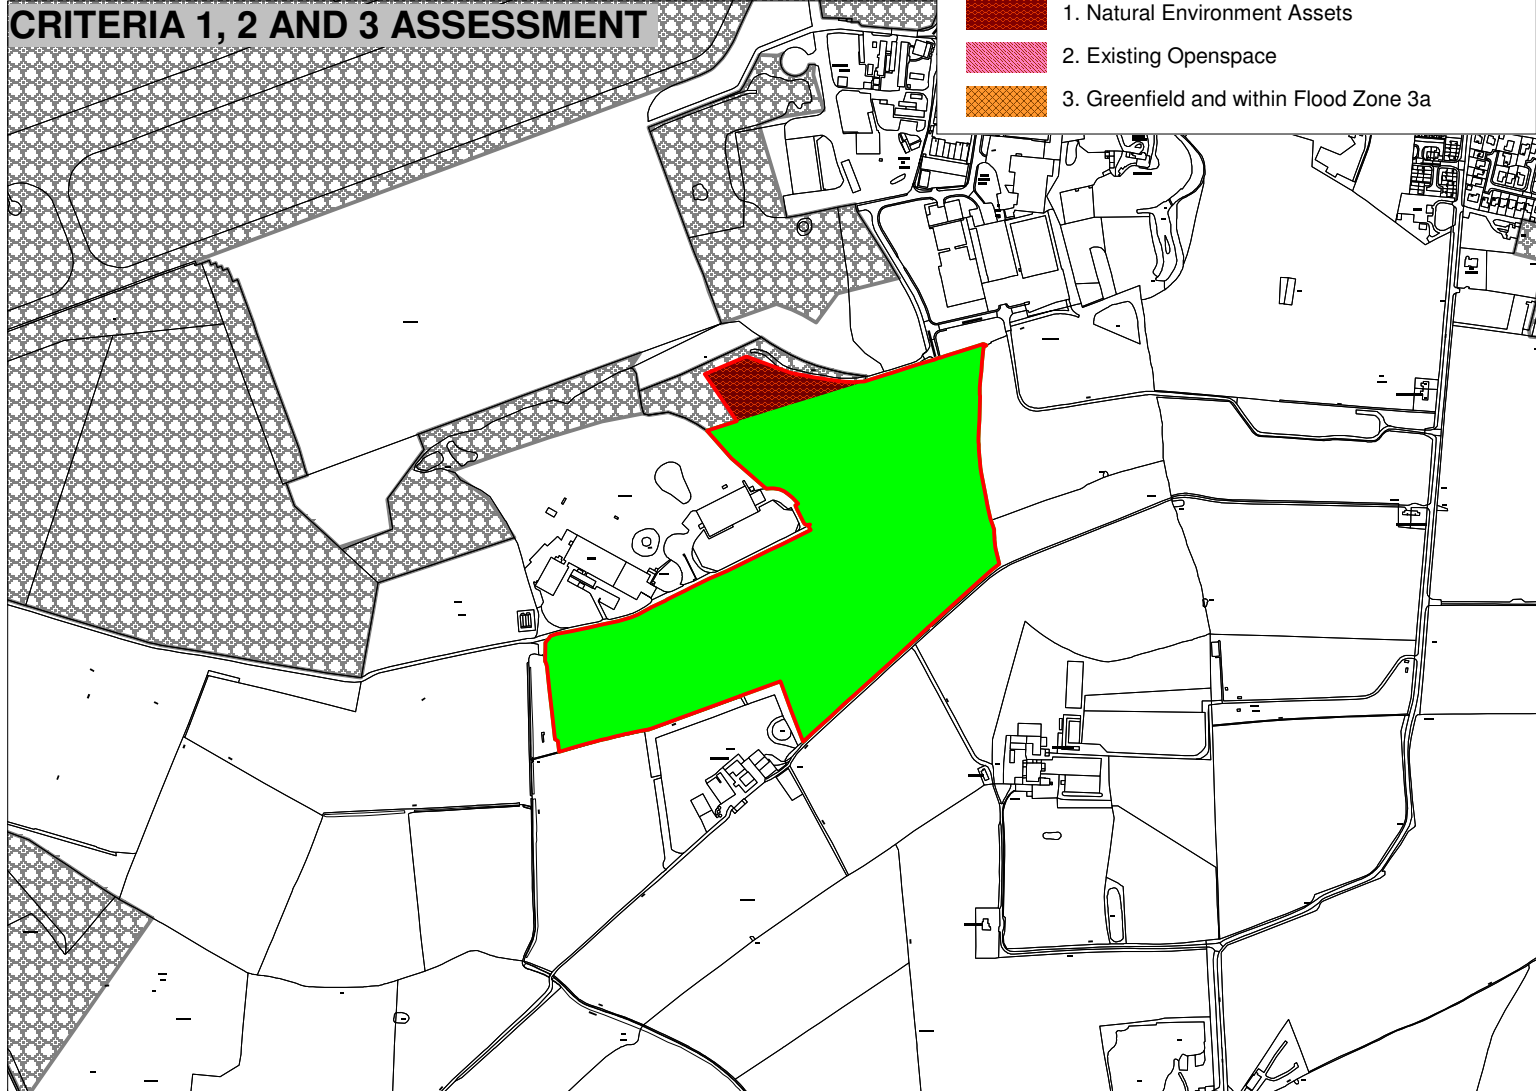 CRITERIA 1, 2 AND 3 ASSESSMENT
1. Natural Environment Assets
2. Existing Openspace
3. Greenfield and within Flood Zone 3a